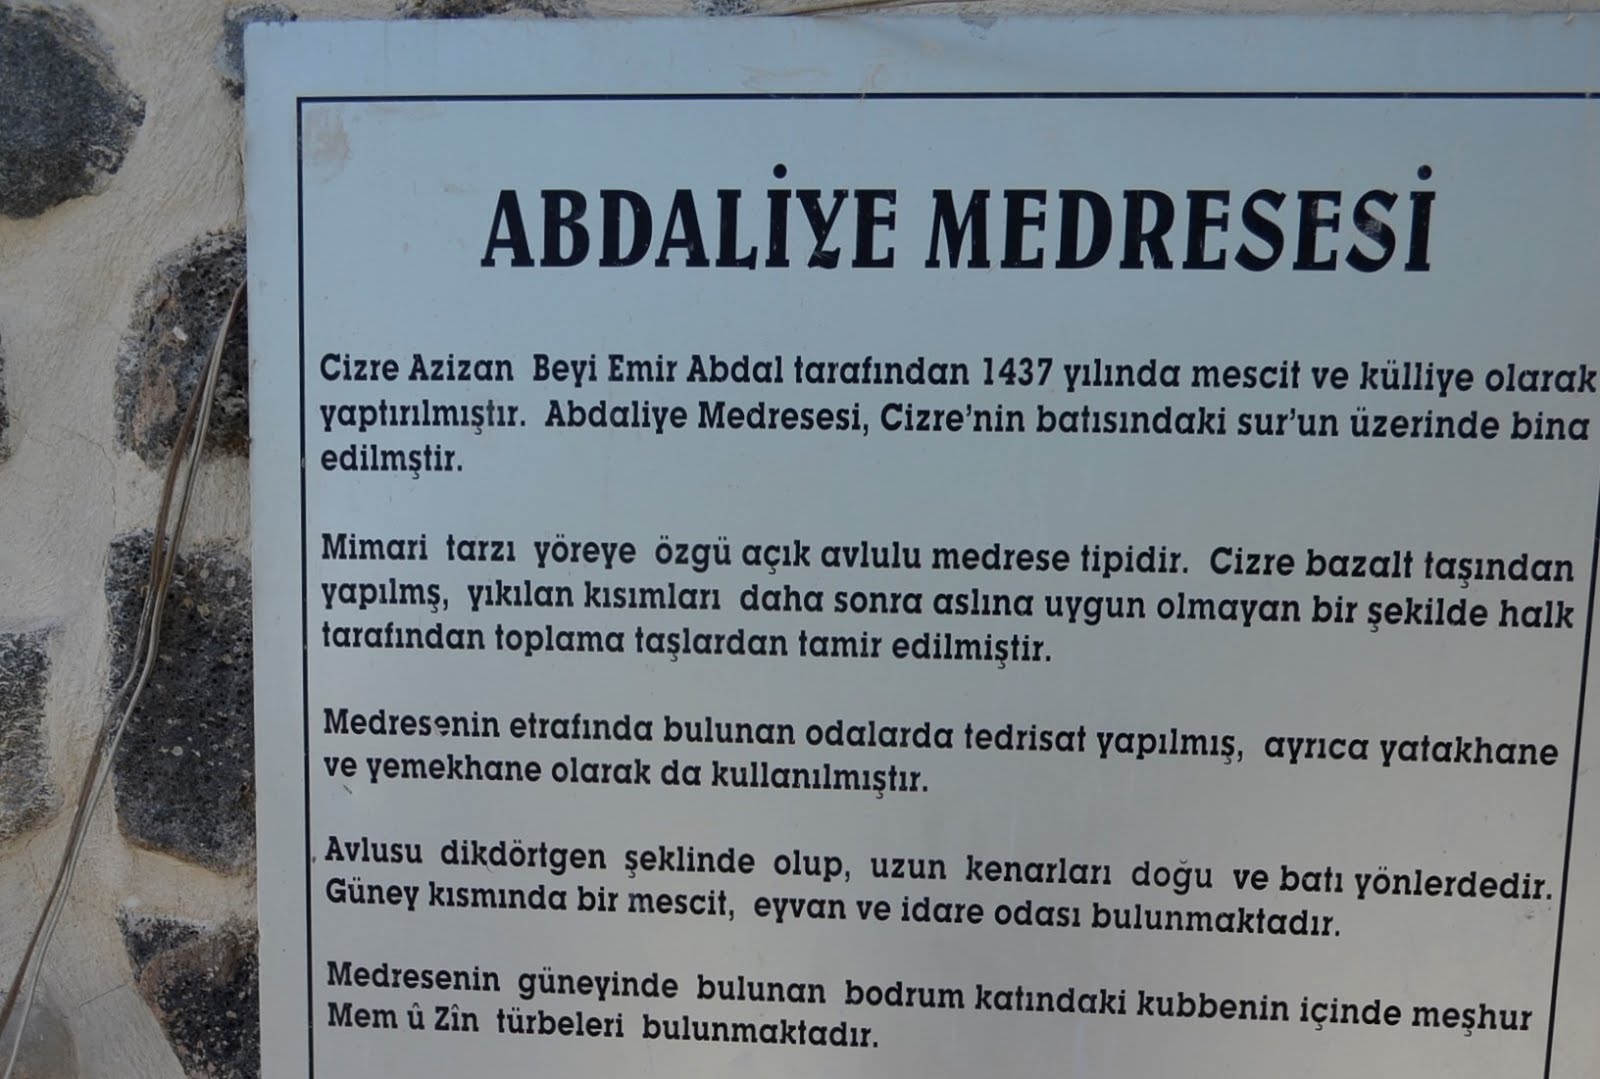 ABDALİYE MEDRESESİ
Cizre Azizan Beyi Emir Abdal tarafından 1437 yılında mescit ve külliye olarak
yaptırılmıştır. Abdaliye Medresesi, Cizre'nin batısındaki sur'un üzerinde bina
edilmştir.
Mimari tarzı yöreye özgü açık avlulu medrese tipidir. Cizre bazalt taşından
yapılmş, yıkılan kısımları daha sonra aslına uygun olmayan bir şekilde halk
tarafından toplama taşlardan tamir edilmiştir.
Medresenin etrafında bulunan odalarda tedrisat yapılmış, ayrıca yatakhane
ve yemekhane olarak da kullanılmıştır.
Avlusu dikdörtgen şeklinde olup, uzun kenarları doğu ve batı yönlerdedir.
Güney kısmında bir mescit, eyvan ve idare odası bulunmaktadır.
Medresenin güneyinde bulunan bodrum katındaki kubbenin içinde meşhur
Mem û Zîn türbeleri bulunmaktadır.